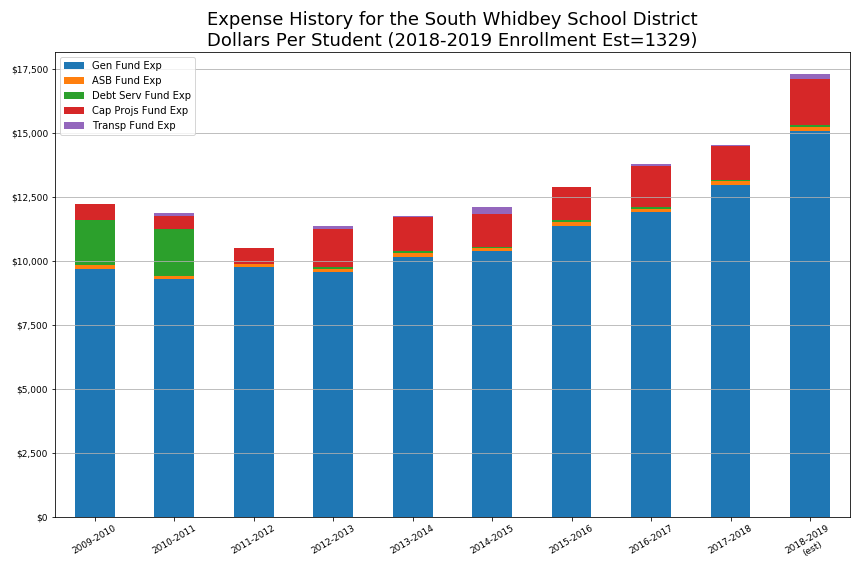 Expense History for the South Whidbey School District
Dollars Per Student (2018-2019 Enrollment Est=1329)
Gen Fund Exp
ASB Fund Exp
Debt Serv Fund Exp
Cap Projs Fund Exp
Transp Fund Exp
$17,500
$15,000
$12,500
$10,000
$7,500
$5,000
$2,500
$0
2009-2010
2010-2011
2011-2012
2012-2013
2013-2014
2014-2015
2015-2016
2016-2017
2017-2018
2018-2019
(est)